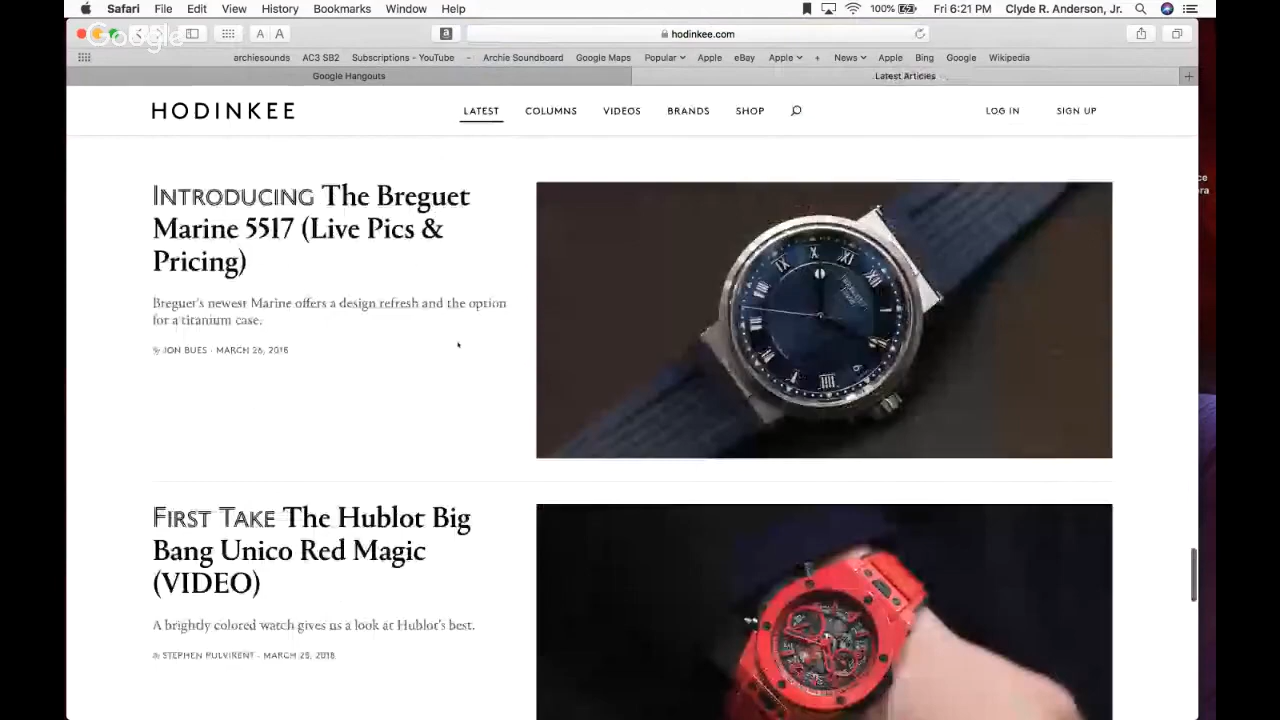 Safari File Edit View History Bookmarks Window Help 100% Fri 6:21 PM Clyde R. Anderson, Jr.
Google
A A a hodinkee.com
archiesounds AC3 SB2 Subscriptions - YouTube Archie Soundboard Google Maps Popular Apple eBay Apple + News Apple Bing Google Wikipedia
Google Hangouts Latest Articles +
HODINKEE LATEST COLUMNS VIDEOS BRANDS SHOP LOG IN SIGN UP
INTRODUCING The Breguet
Marine 5517 (Live Pics &
Pricing)
Breguet's newest Marine offers a design refresh and the option
for a titanium case.
By JON BUES · MARCH 26, 2018
FIRST TAKE The Hublot Big
Bang Unico Red Magic
(VIDEO)
A brightly colored watch gives us a look at Hublot's best.
By STEPHEN PULVIRENT · MARCH 25, 2018